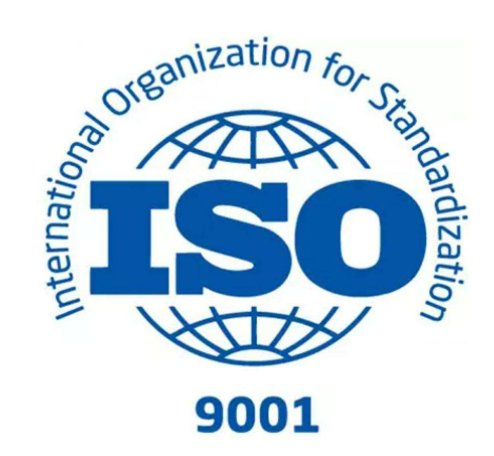 International Organization for Standardization
ISO
9001